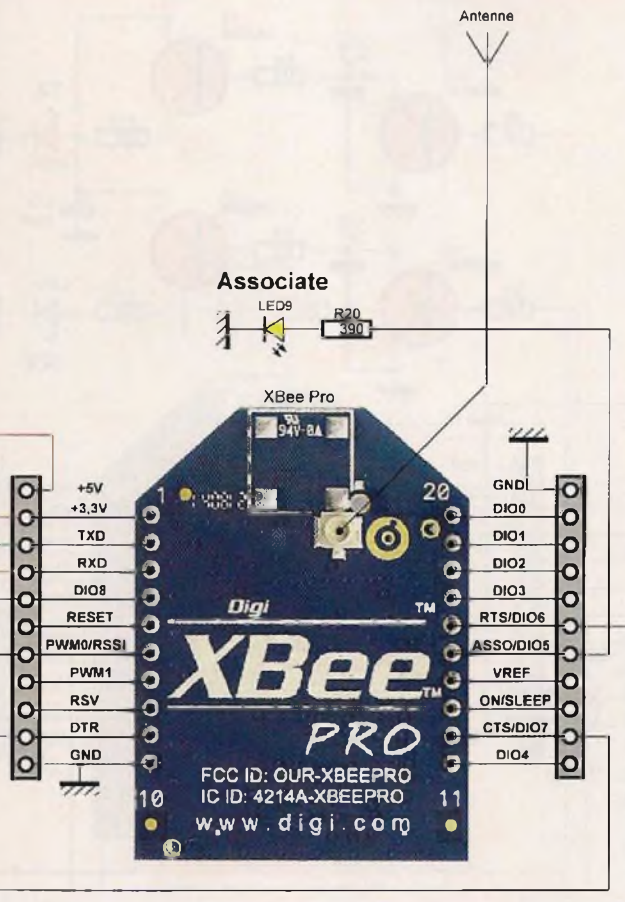 Antenne
Associate
LED9
R20
390
XBee Pro
94V-0A
1
20
+5V
+3,3V
TXD
RXD
DIO8
RESET
PWM0/RSSI
PWM1
RSV
DTR
GND
GND
DIO0
DIO1
DIO2
DIO3
RTS/DIO6
ASSO/DIO5
VREF
ON/SLEEP
CTS/DIO7
DIO4
Digi
TM
XBee
TM
PRO
FCC ID: OUR-XBEEPRO
IC ID: 4214A-XBEEPRO
10
11
www.digi.com